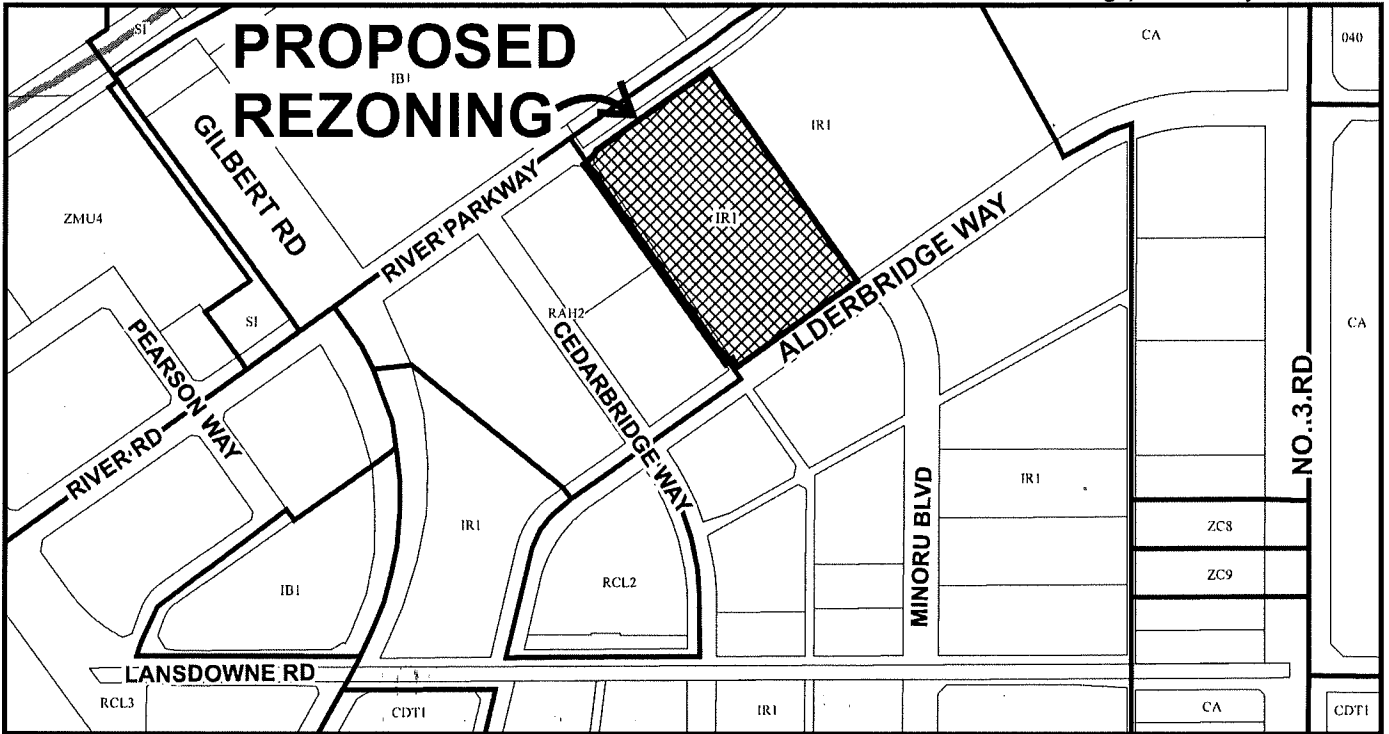 SI
PROPOSED
REZONING
IB1
CA
040
IR1
GILBERT RD
ZMU4
RIVER PARKWAY
IR1
ALDERBRIDGE WAY
SI
RAH2
CEDARBRIDGE WAY
CA
PEARSON WAY
RIVER RD
NO. 3 RD
MINORU BLVD
IR1
IR1
ZC8
ZC9
IB1
RCL2
LANSDOWNE RD
RCL3
CDT1
IR1
CA
CDT1